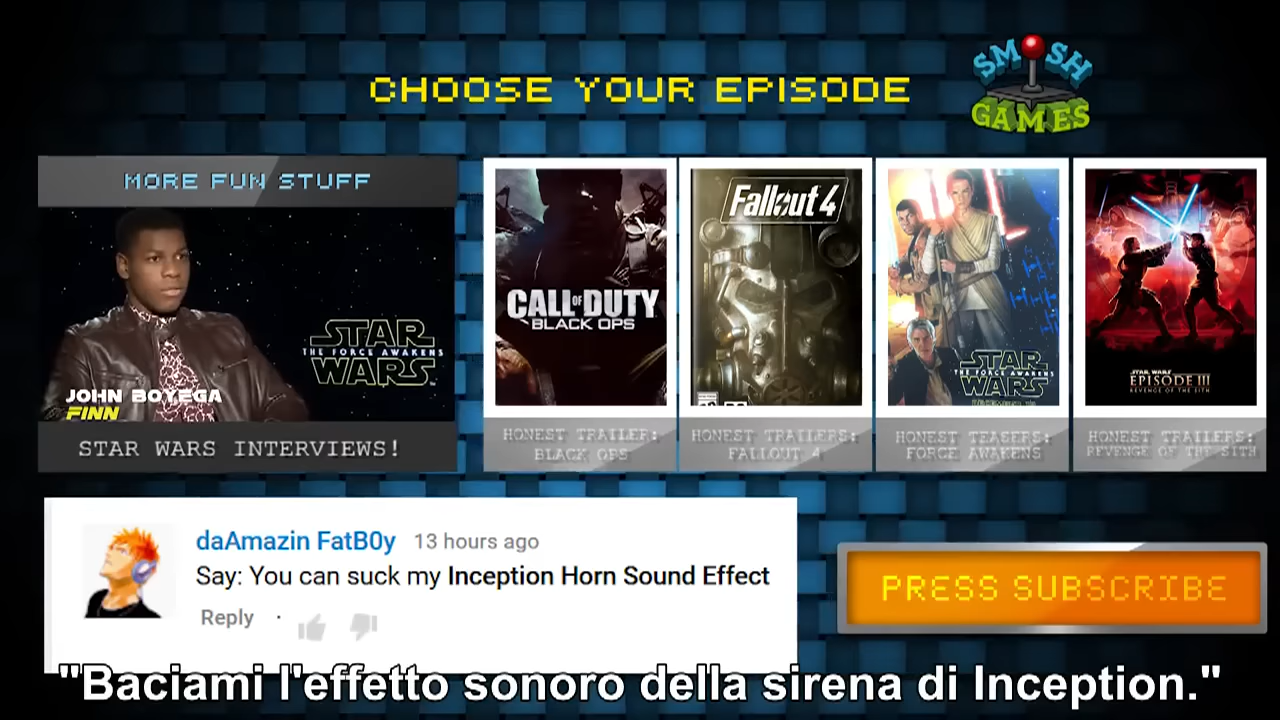 CHOOSE YOUR EPISODE
SMOSH
GAMES
MORE FUN STUFF
STAR
THE FORCE AWAKENS
WARS
JOHN BOYEGA
FINN
STAR WARS INTERVIEWS!
CALL OF DUTY
BLACK OPS
HONEST TRAILER:
BLACK OPS
Fallout 4
HONEST TRAILERS:
FALLOUT 4
STAR
THE FORCE AWAKENS
WARS
HONEST TEASERS:
FORCE AWAKENS
STAR WARS
EPISODE III
REVENGE OF THE SITH
HONEST TRAILERS:
REVENGE OF THE SITH
daAmazin FatB0y 13 hours ago
Say: You can suck my Inception Horn Sound Effect
Reply ·
PRESS SUBSCRIBE
"Baciami l'effetto sonoro della sirena di Inception."